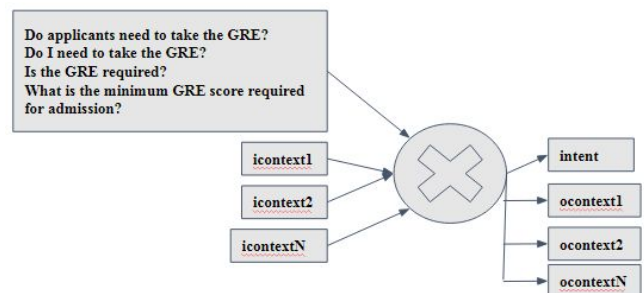 Do applicants need to take the GRE?
Do I need to take the GRE?
Is the GRE required?
What is the minimum GRE score required
for admission?
icontext1
icontext2
icontextN
intent
ocontext1
ocontext2
ocontextN